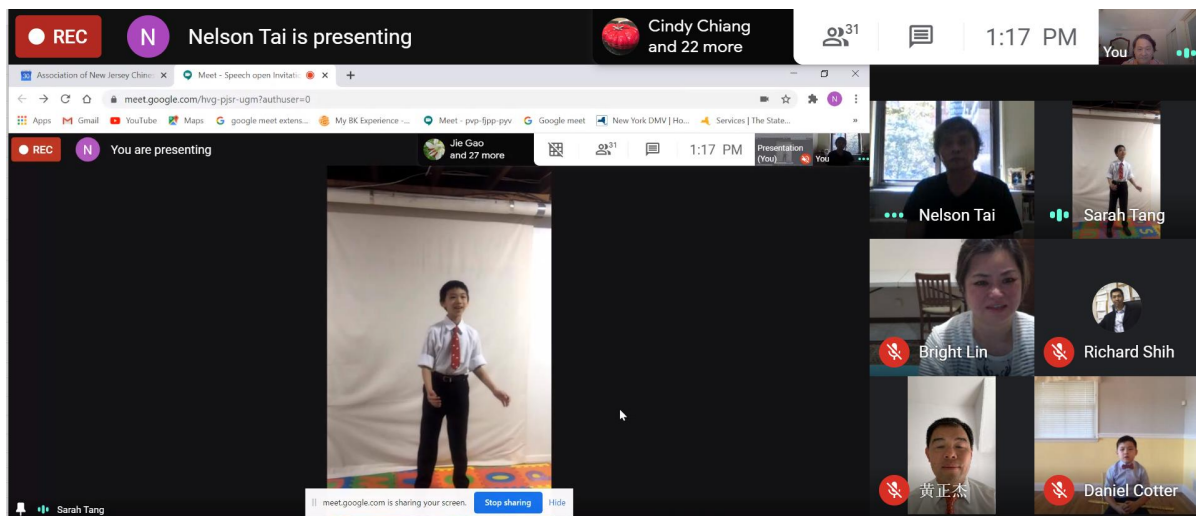 REC
N
Nelson Tai is presenting
Cindy Chiang
and 22 more
31
1:17 PM
You
Association of New Jersey Chine
Meet - Speech open Invitatio
meet.google.com/hvg-pjsr-ugm?authuser=0
N
Apps
Gmail
YouTube
Maps
google meet extens...
My BK Experience -...
Meet - pvp-fjpp-pyv
Google meet
New York DMV | Ho...
Services | The State...
REC
N
You are presenting
Jie Gao
and 27 more
31
1:17 PM
Presentation
(You)
You
Nelson Tai
Sarah Tang
Bright Lin
Richard Shih
黄正杰
Daniel Cotter
meet.google.com is sharing your screen.
Stop sharing
Hide
Sarah Tang